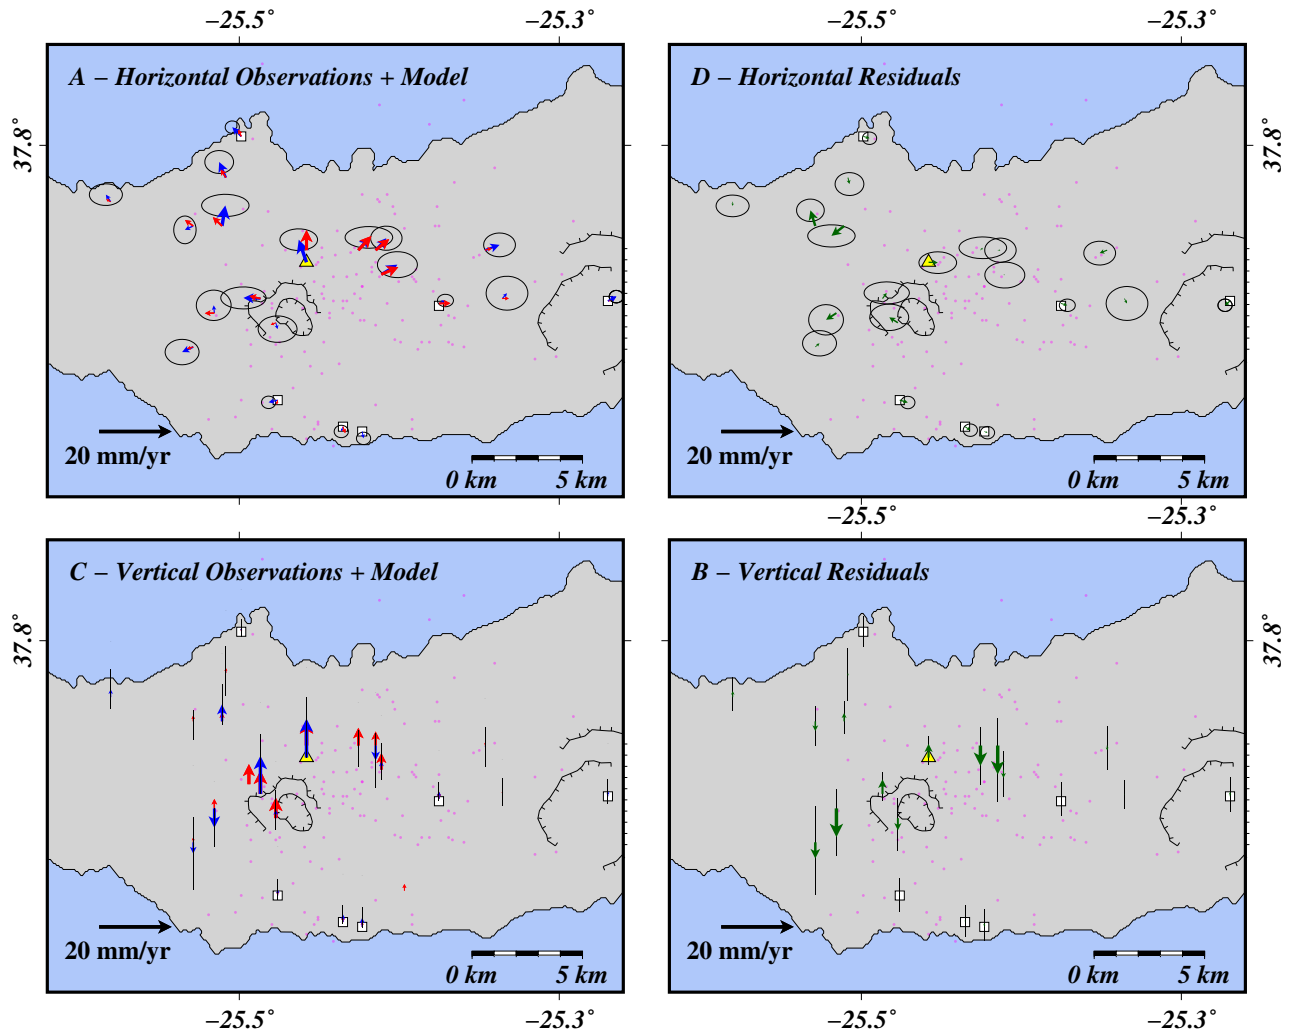 −25.5˚ −25.3˚ −25.5˚ −25.3˚
A − Horizontal Observations + Model
D − Horizontal Residuals
37.8˚ 37.8˚
20 mm/yr 0 km 5 km
20 mm/yr 0 km 5 km
−25.5˚ −25.3˚
C − Vertical Observations + Model
B − Vertical Residuals
37.8˚ 37.8˚
20 mm/yr 0 km 5 km
20 mm/yr 0 km 5 km
−25.5˚ −25.3˚ −25.5˚ −25.3˚